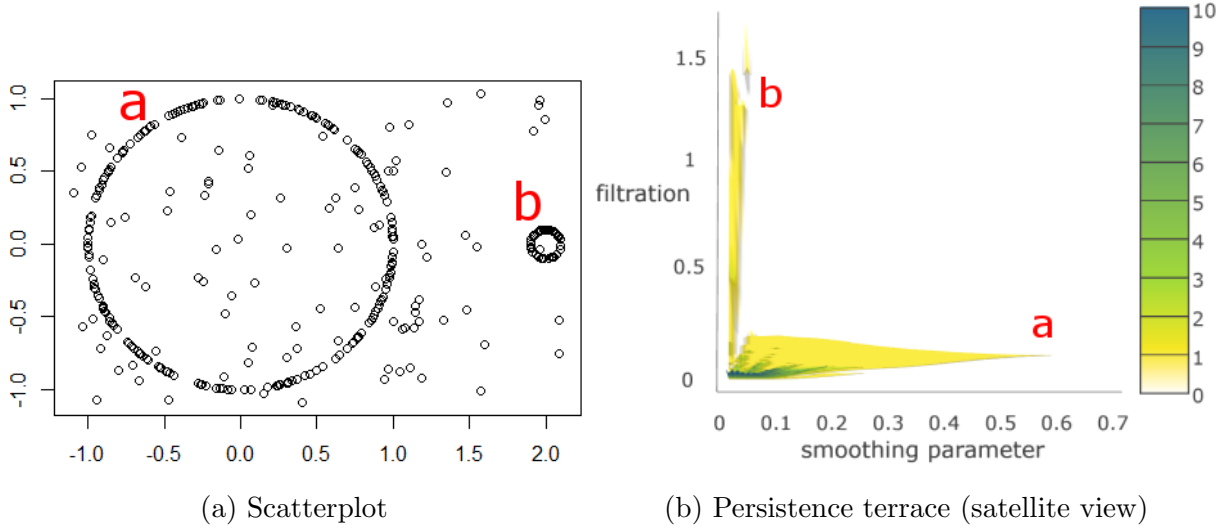 a
b
1.0
0.5
0.0
-0.5
-1.0
-1.0 -0.5 0.0 0.5 1.0 1.5 2.0
(a) Scatterplot
1.5
1
filtration
0.5
0
b
a
0 0.1 0.2 0.3 0.4 0.5 0.6 0.7
smoothing parameter
10
9
8
7
6
5
4
3
2
1
0
(b) Persistence terrace (satellite view)